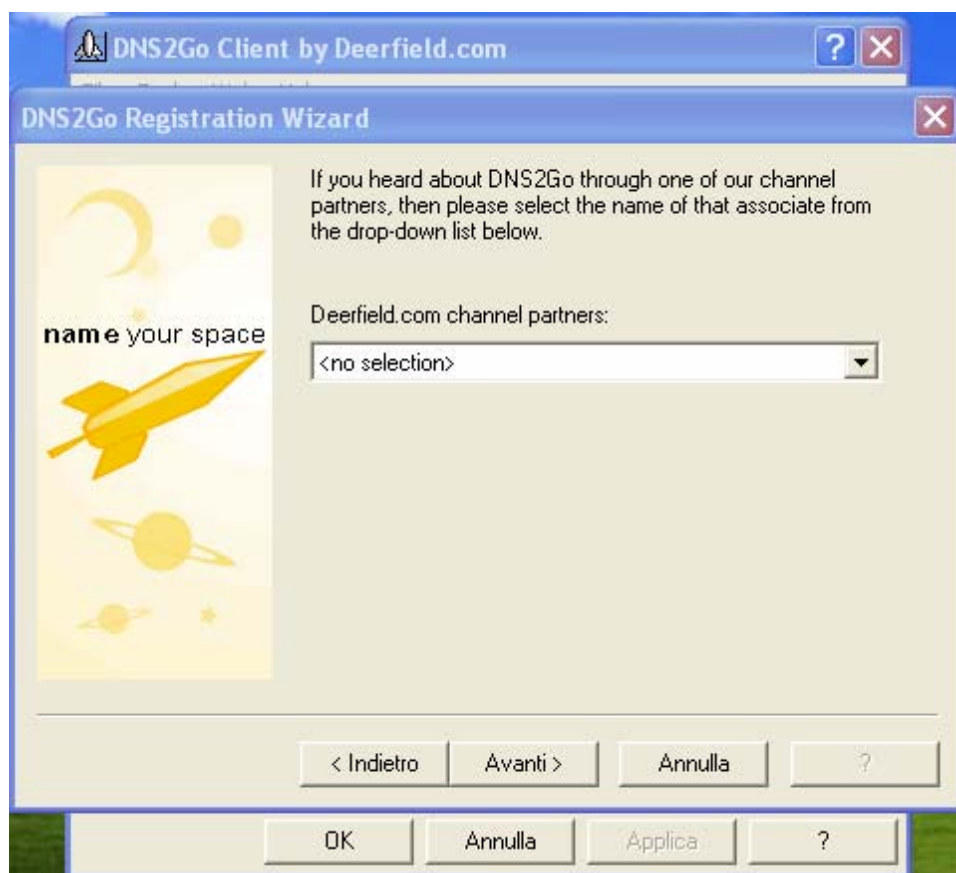 DNS2Go Client by Deerfield.com
?
DNS2Go Registration Wizard
If you heard about DNS2Go through one of our channel
partners, then please select the name of that associate from
the drop-down list below.
name your space
Deerfield.com channel partners:
<no selection>
< Indietro
Avanti >
Annulla
?
OK
Annulla
Applica
?